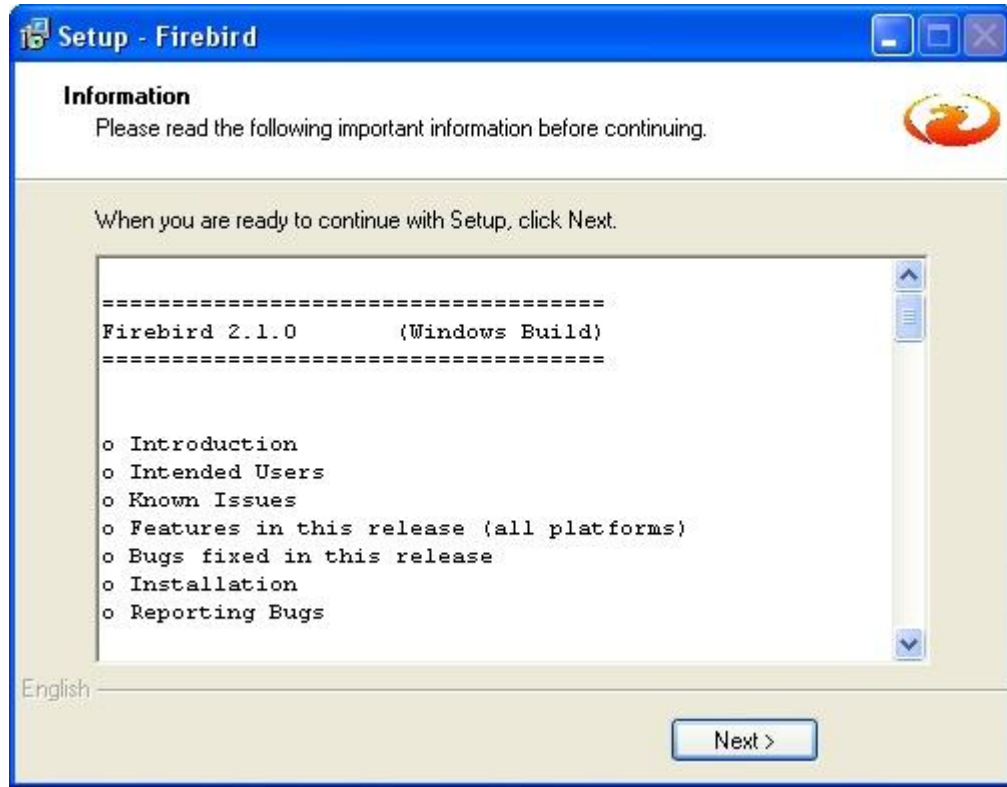 Setup - Firebird
Information
Please read the following important information before continuing.
When you are ready to continue with Setup, click Next.
====================================
Firebird 2.1.0 (Windows Build)
====================================
o Introduction
o Intended Users
o Known Issues
o Features in this release (all platforms)
o Bugs fixed in this release
o Installation
o Reporting Bugs
English
Next >